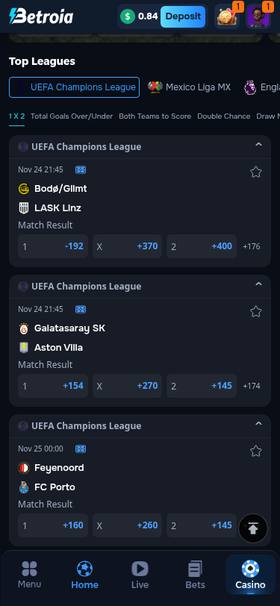 Betroia
$ 0.84 Deposit
1
1
Top Leagues
UEFA Champions League
Mexico Liga MX
1 X 2 Total Goals Over/Under Both Teams to Score Double Chance
UEFA Champions League
Nov 24 21:45
Bodø/Glimt
LASK Linz
Match Result
1 -192 X +370 2 +400 +176
UEFA Champions League
Nov 24 21:45
Galatasaray SK
Aston Villa
Match Result
1 +154 X +270 2 +145 +174
UEFA Champions League
Nov 25 00:00
Feyenoord
FC Porto
Match Result
1 +160 X +260 2 +145
Menu Home Live Bets Casino